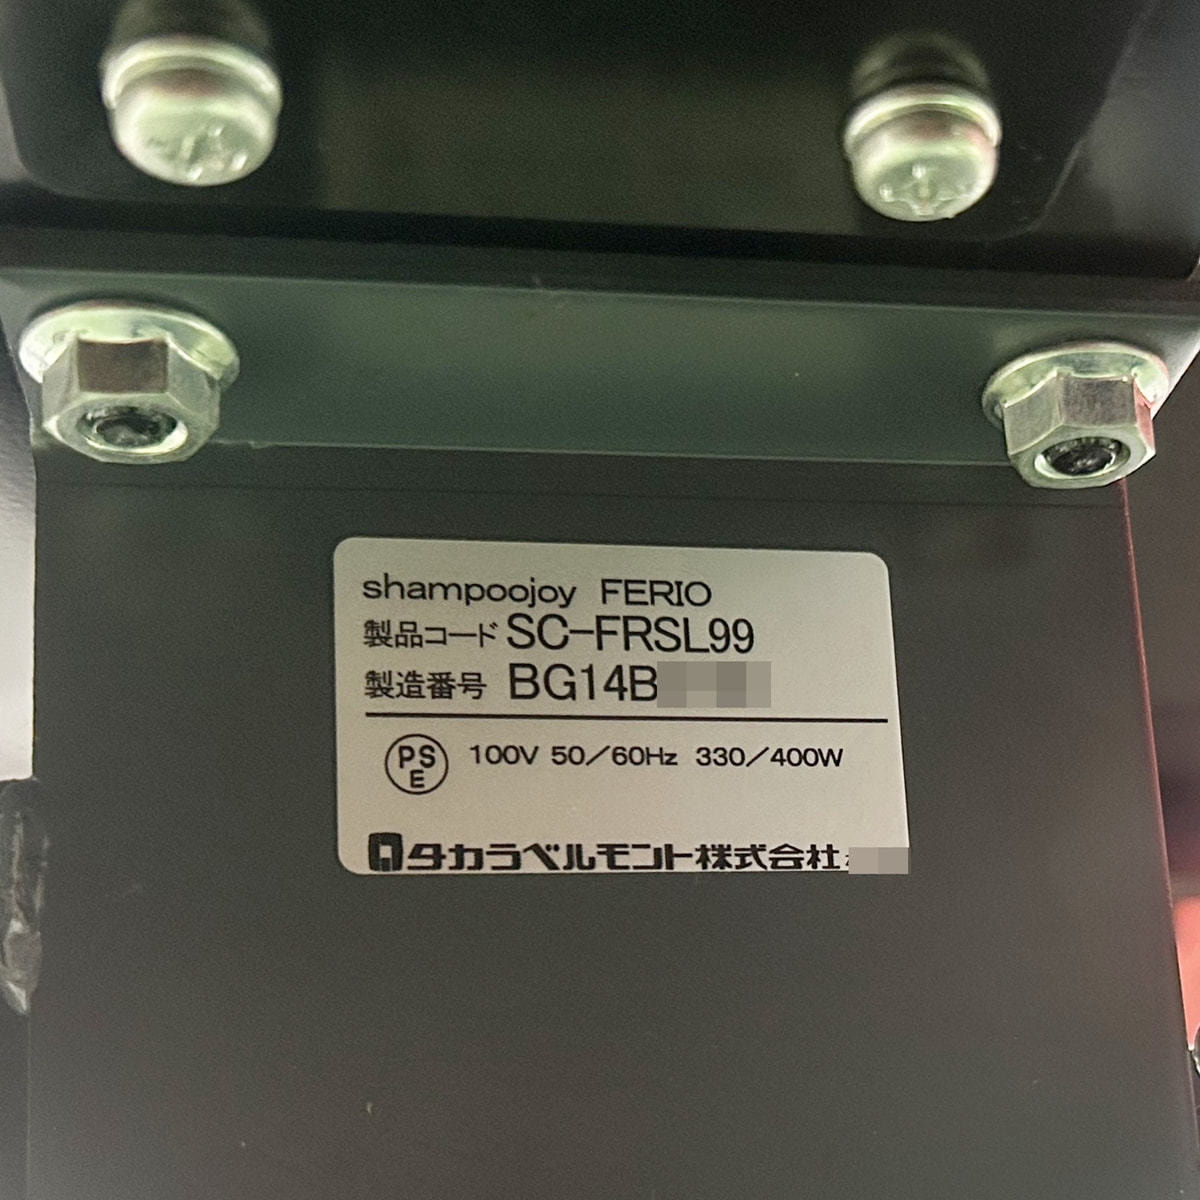 shampoojoy FERIO
製品コード SC-FRSL99
製造番号 BG14B
PS
E
100V 50/60Hz 330/400W
タカラベルモント株式会社